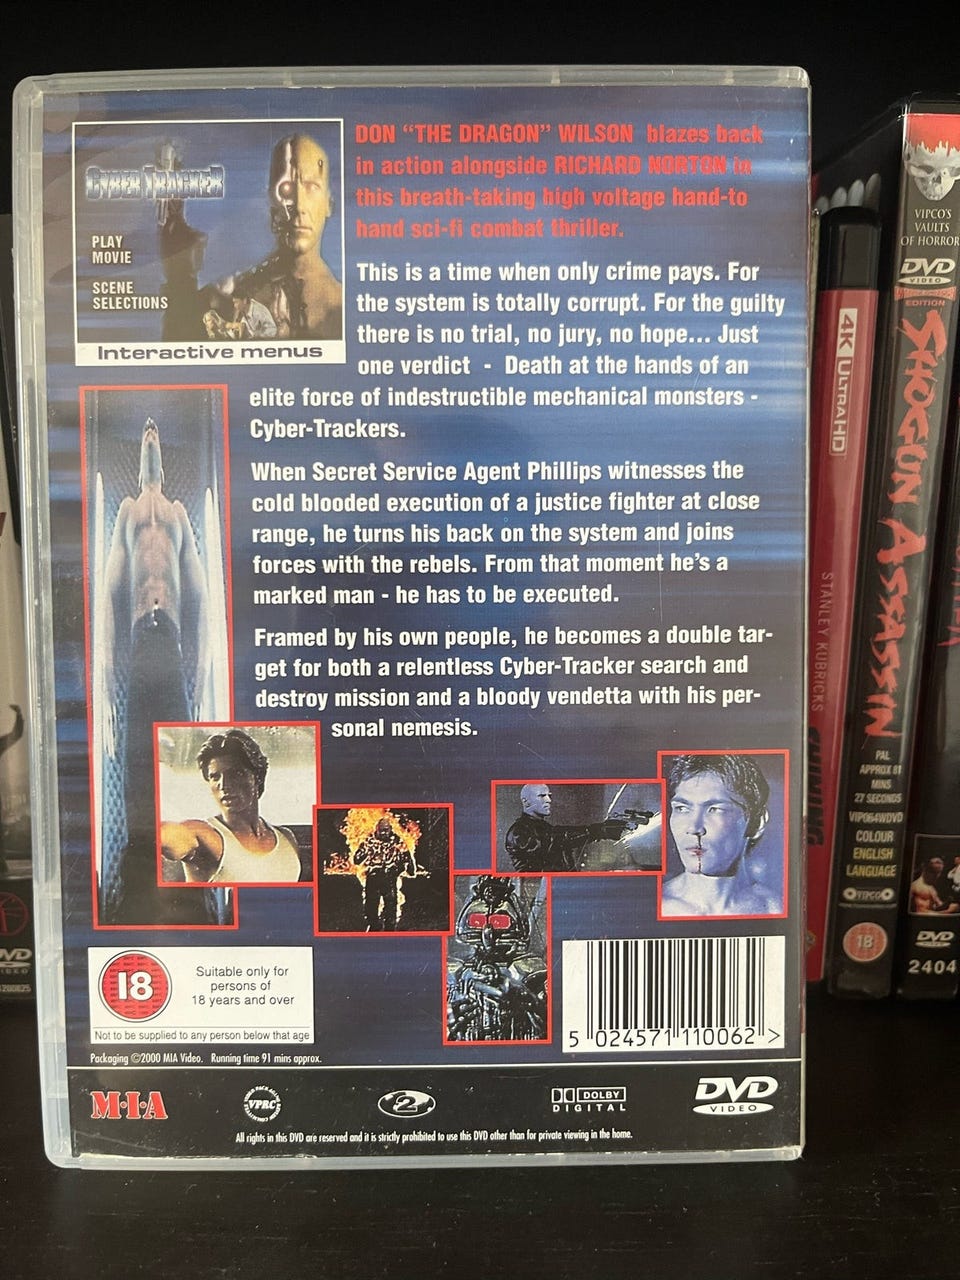 CYBER TRACKER
PLAY
MOVIE
SCENE
SELECTIONS
Interactive menus
DON “THE DRAGON” WILSON blazes back
in action alongside RICHARD NORTON in
this breath-taking high voltage hand-to
hand sci-fi combat thriller.
This is a time when only crime pays. For
the system is totally corrupt. For the guilty
there is no trial, no jury, no hope... Just
one verdict - Death at the hands of an
elite force of indestructible mechanical monsters -
Cyber-Trackers.
When Secret Service Agent Phillips witnesses the
cold blooded execution of a justice fighter at close
range, he turns his back on the system and joins
forces with the rebels. From that moment he's a
marked man - he has to be executed.
Framed by his own people, he becomes a double tar-
get for both a relentless Cyber-Tracker search and
destroy mission and a bloody vendetta with his per-
sonal nemesis.
18
Suitable only for
persons of
18 years and over
Not to be supplied to any person below that age
Packaging ©2000 MIA Video. Running time 91 mins approx.
5 024571 110062 >
M·I·A
VPRC
2
DOLBY
DIGITAL
DVD
VIDEO
All rights in this DVD are reserved and it is strictly prohibited to use this DVD other than for private viewing in the home.
4K ULTRA HD
STANLEY KUBRICKS
VIPCO'S
VAULTS
OF HORROR
DVD
VIDEO
EDITION
SHOGUN ASSASSIN
PAL
APPROX 81
MINS
27 SECONDS
VIP064WDVD
COLOUR
ENGLISH
LANGUAGE
VIPCO
18
DVD
VIDEO
2404